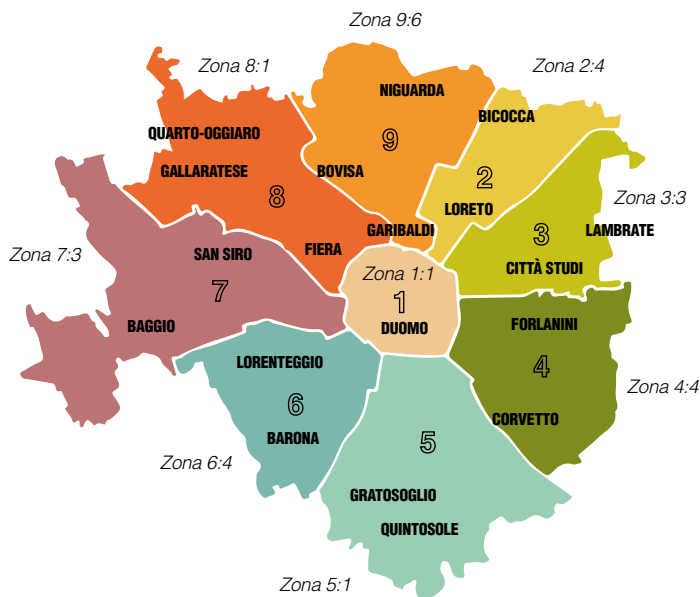 Zona 9:6
Zona 8:1
Zona 2:4
NIGUARDA
BICOCCA
QUARTO-OGGIARO
9
BOVISA
GALLARATESE
2
8
LORETO
Zona 3:3
GARIBALDI
3
LAMBRATE
Zona 7:3
SAN SIRO
FIERA
CITTÀ STUDI
Zona 1:1
7
1
BAGGIO
DUOMO
FORLANINI
LORENTEGGIO
4
Zona 4:4
6
CORVETTO
BARONA
5
Zona 6:4
GRATOSOGLIO
QUINTOSOLE
Zona 5:1